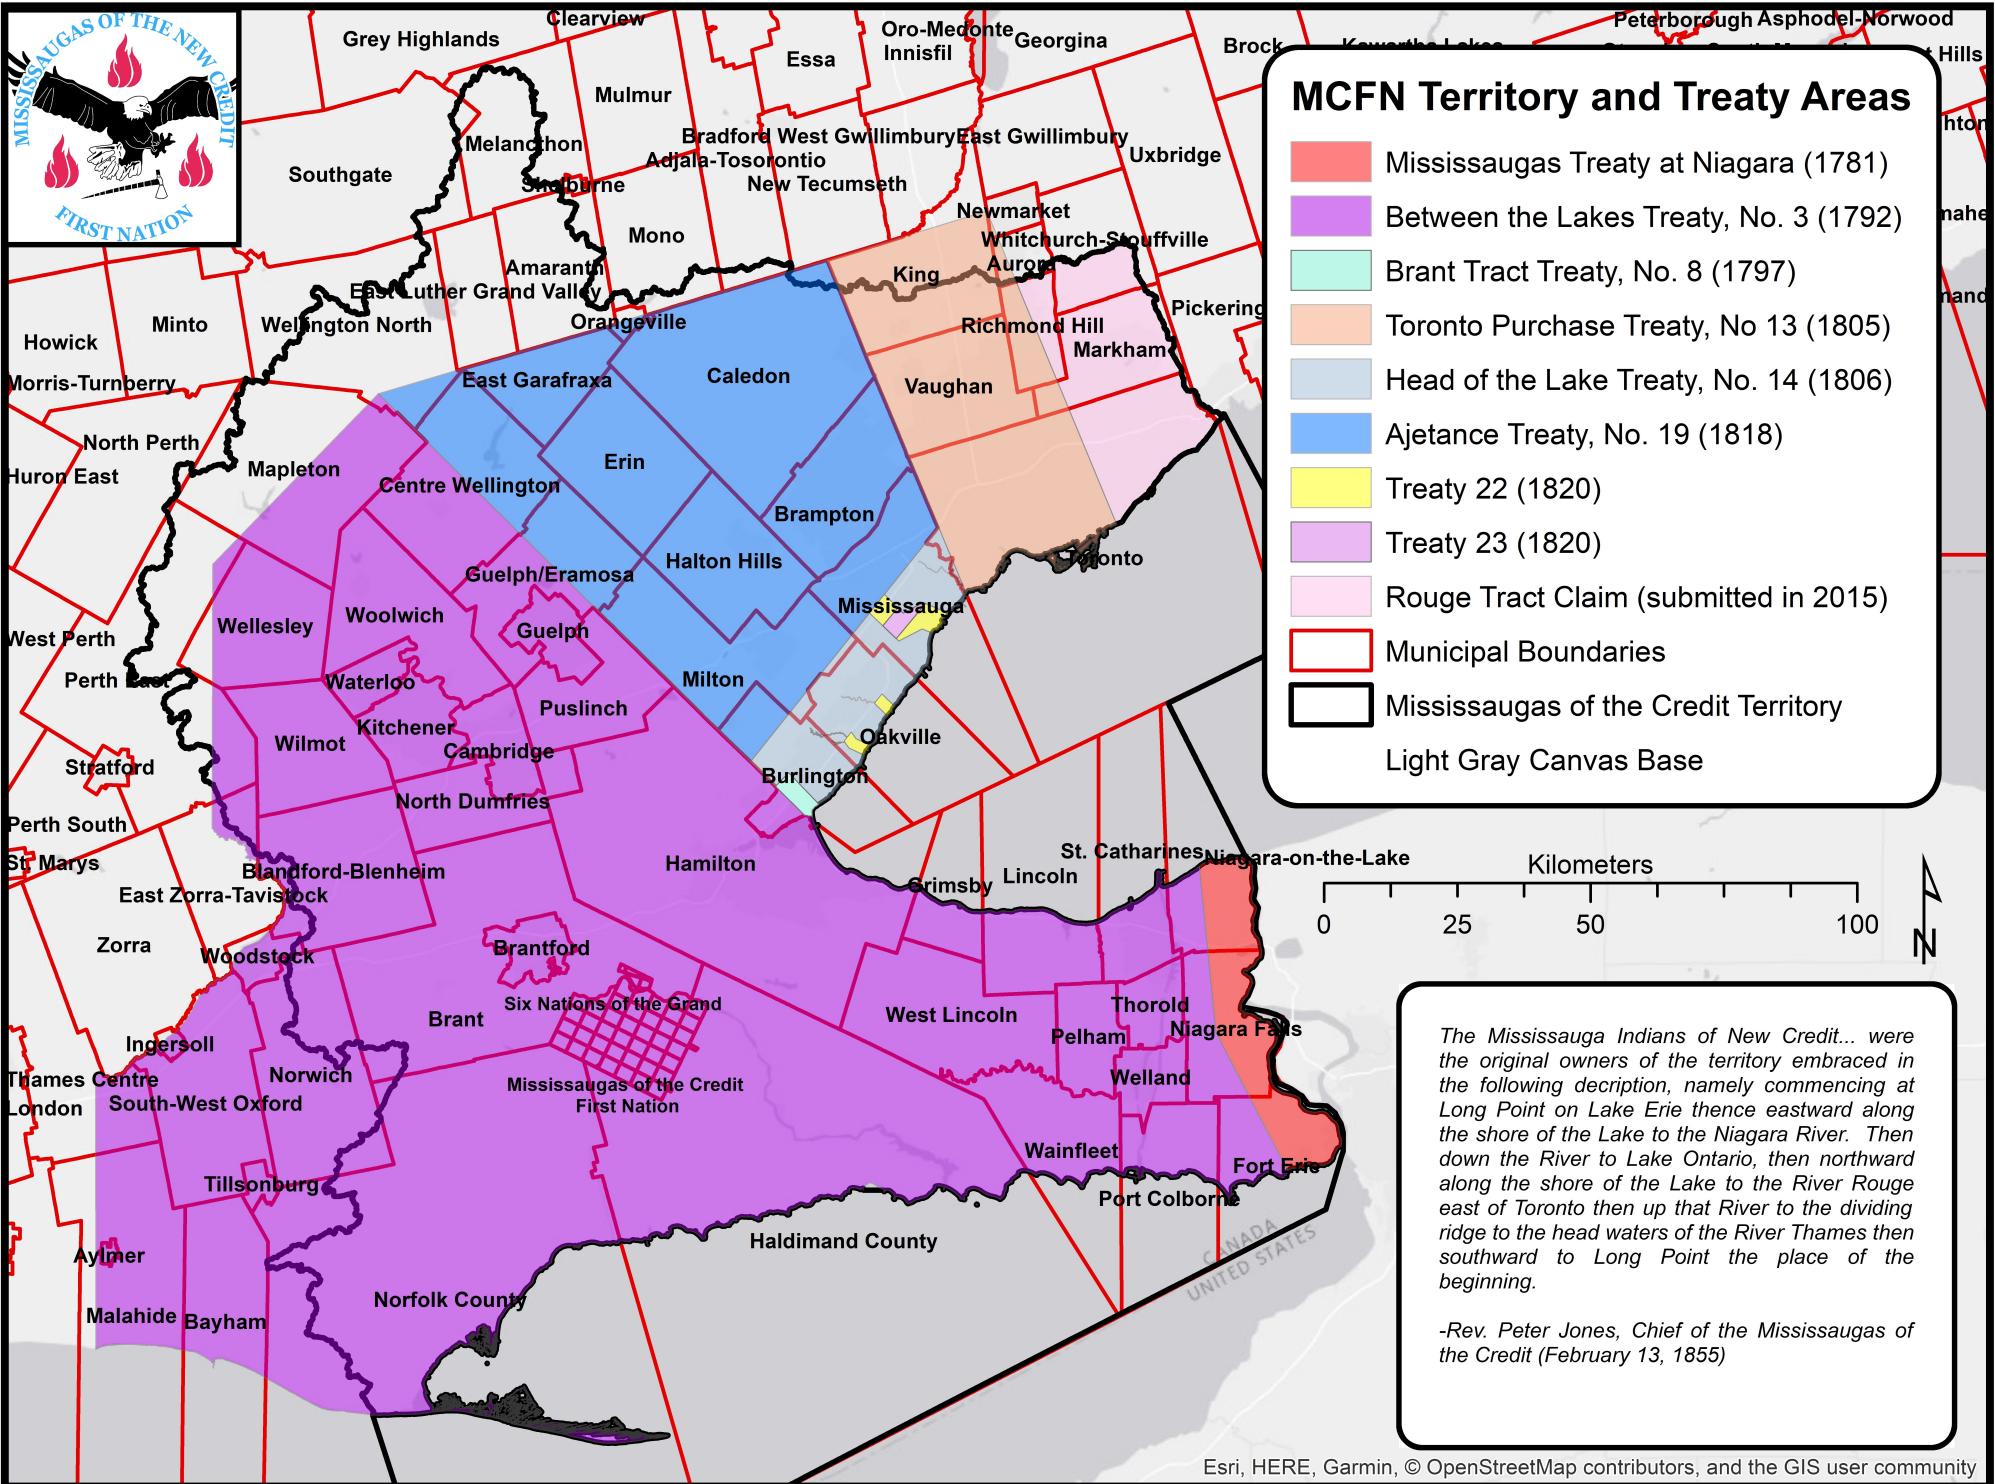 MISSISSAUGAS OF THE NEW CREDIT
FIRST NATION
Clearview
Grey Highlands
Oro-Medonte
Innisfil
Georgina
Brock
Kawartha Lakes
Peterborough
Asphodel-Norwood
Essa
Mulmur
Melancthon
Bradford West Gwillimbury
East Gwillimbury
Adjala-Tosorontio
New Tecumseth
Uxbridge
Southgate
Shelburne
Newmarket
Mono
Whitchurch-Stouffville
Aurora
King
Amaranth
East Luther Grand Valley
Pickering
Howick
Minto
Wellington North
Orangeville
Richmond Hill
Markham
Morris-Turnberry
East Garafraxa
Caledon
Vaughan
North Perth
Huron East
Mapleton
Erin
Centre Wellington
Brampton
Halton Hills
Toronto
Guelph/Eramosa
Mississauga
Wellesley
Woolwich
Guelph
West Perth
Perth East
Waterloo
Milton
Puslinch
Kitchener
Wilmot
Cambridge
Oakville
Stratford
Burlington
North Dumfries
Perth South
St. Marys
Hamilton
Blandford-Blenheim
East Zorra-Tavistock
Grimsby
Lincoln
St. Catharines
Niagara-on-the-Lake
Zorra
Woodstock
Brantford
Six Nations of the Grand
Brant
West Lincoln
Thorold
Pelham
Niagara Falls
Ingersoll
Norwich
Welland
Thames Centre
London
South-West Oxford
Mississaugas of the Credit
First Nation
Wainfleet
Fort Erie
Tillsonburg
Port Colborne
Haldimand County
Aylmer
Norfolk County
Malahide
Bayham
CANADA
UNITED STATES
MCFN Territory and Treaty Areas
Mississaugas Treaty at Niagara (1781)
Between the Lakes Treaty, No. 3 (1792)
Brant Tract Treaty, No. 8 (1797)
Toronto Purchase Treaty, No 13 (1805)
Head of the Lake Treaty, No. 14 (1806)
Ajetance Treaty, No. 19 (1818)
Treaty 22 (1820)
Treaty 23 (1820)
Rouge Tract Claim (submitted in 2015)
Municipal Boundaries
Mississaugas of the Credit Territory
Light Gray Canvas Base
Kilometers
0 25 50 100
N
The Mississauga Indians of New Credit... were
the original owners of the territory embraced in
the following decription, namely commencing at
Long Point on Lake Erie thence eastward along
the shore of the Lake to the Niagara River. Then
down the River to Lake Ontario, then northward
along the shore of the Lake to the River Rouge
east of Toronto then up that River to the dividing
ridge to the head waters of the River Thames then
southward to Long Point the place of the
beginning.
-Rev. Peter Jones, Chief of the Mississaugas of
the Credit (February 13, 1855)
Esri, HERE, Garmin, © OpenStreetMap contributors, and the GIS user community